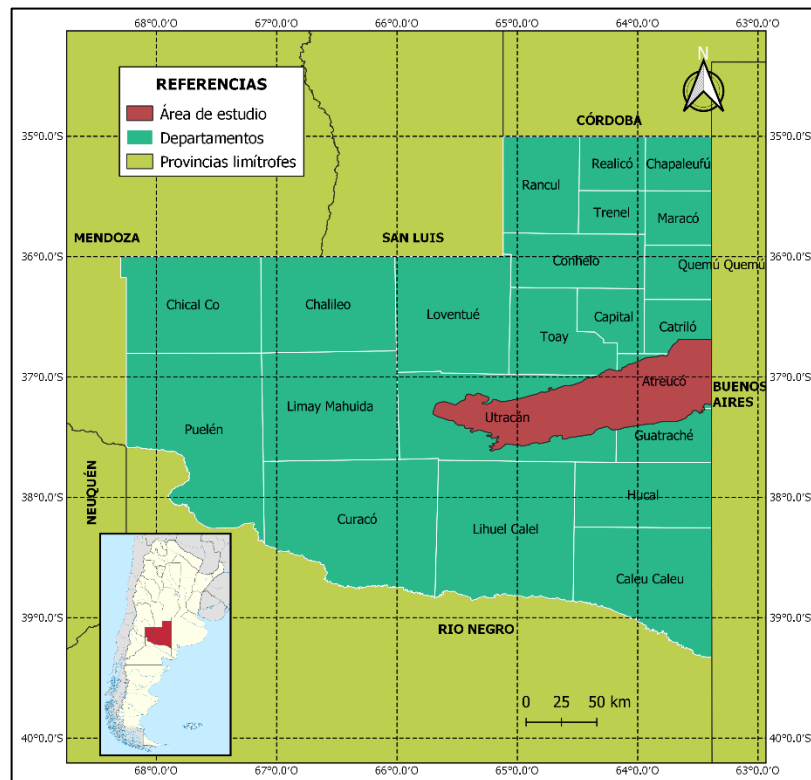 68°0.0'O 67°0.0'O 66°0.0'O 65°0.0'O 64°0.0'O 63°0.0'O
N
REFERENCIAS
Área de estudio
Departamentos
Provincias limítrofes
35°0.0'S 35°0.0'S
CÓRDOBA
Rancul Realicó Chapaleufú
Trenel Maracó
MENDOZA SAN LUIS
36°0.0'S 36°0.0'S
Conhelo Quemú Quemú
Chical Co Chalileo Loventué Toay Capital Catriló
37°0.0'S 37°0.0'S
Atreucó BUENOS
AIRES
Limay Mahuida Utracán
Puelén Guatraché
38°0.0'S 38°0.0'S
NEUQUÉN
Hucal
Curacó Lihuel Calel
Caleu Caleu
39°0.0'S 39°0.0'S
RIO NEGRO
0 25 50 km
40°0.0'S 40°0.0'S
68°0.0'O 67°0.0'O 66°0.0'O 65°0.0'O 64°0.0'O 63°0.0'O